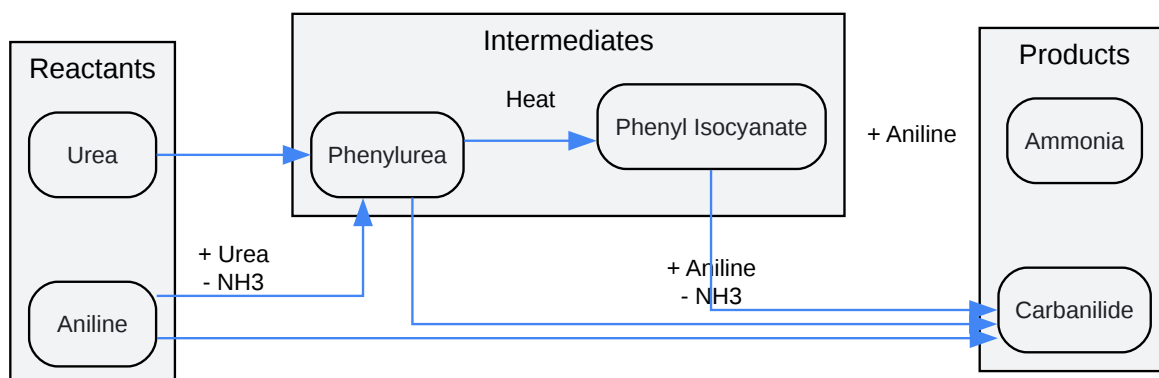 Intermediates
Reactants
Products
Heat
Phenyl Isocyanate
+ Aniline
Ammonia
Urea
Phenylurea
+ Urea
- NH3
+ Aniline
- NH3
Aniline
Carbanilide